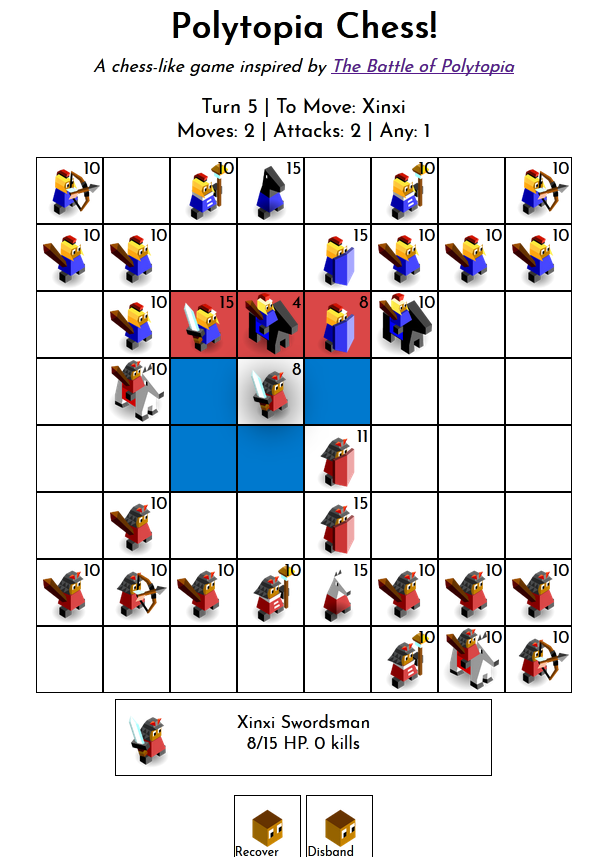 Polytopia Chess!
A chess-like game inspired by The Battle of Polytopia
Turn 5 | To Move: Xinxi
Moves: 2 | Attacks: 2 | Any: 1
10 10 15 10 10
10 10 15 10 10 10
10 15 4 8 10
10 8
11
10 15
10 10 10 10 15 10 10 10
10 10 10
Xinxi Swordsman
8/15 HP. 0 kills
Recover Disband